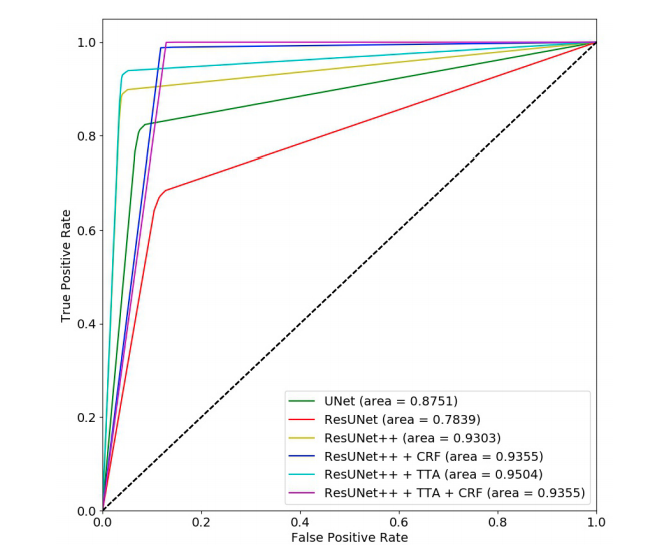 1.0
0.8
0.6
0.4
0.2
0.0
True Positive Rate
UNet (area = 0.8751)
ResUNet (area = 0.7839)
ResUNet++ (area = 0.9303)
ResUNet++ + CRF (area = 0.9355)
ResUNet++ + TTA (area = 0.9504)
ResUNet++ + TTA + CRF (area = 0.9355)
0.0 0.2 0.4 0.6 0.8 1.0
False Positive Rate